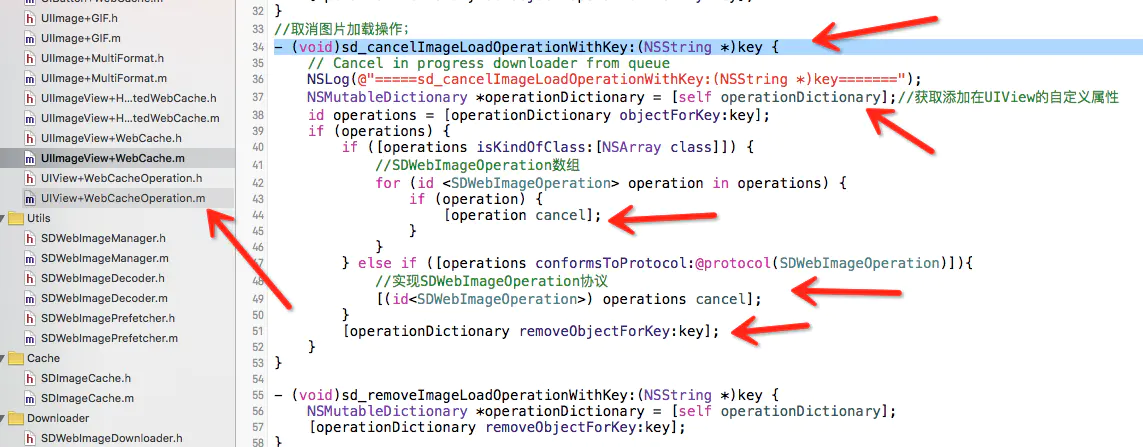 UIButton+WebCache.m
UIImage+GIF.h
UIImage+GIF.m
UIImage+MultiFormat.h
UIImage+MultiFormat.m
UIImageView+H...tedWebCache.h
UIImageView+H...tedWebCache.m
UIImageView+WebCache.h
UIImageView+WebCache.m
UIView+WebCacheOperation.h
UIView+WebCacheOperation.m
Utils
SDWebImageManager.h
SDWebImageManager.m
SDWebImageDecoder.h
SDWebImageDecoder.m
SDWebImagePrefetcher.h
SDWebImagePrefetcher.m
Cache
SDImageCache.h
SDImageCache.m
Downloader
SDWebImageDownloader.h
32 }
33 //取消图片加载操作；
34 - (void)sd_cancelImageLoadOperationWithKey:(NSString *)key {
35 // Cancel in progress downloader from queue
36 NSLog(@"=====sd_cancelImageLoadOperationWithKey:(NSString *)key=======");
37 NSMutableDictionary *operationDictionary = [self operationDictionary];//获取添加在UIView的自定义属性
38 id operations = [operationDictionary objectForKey:key];
39 if (operations) {
40 if ([operations isKindOfClass:[NSArray class]]) {
41 //SDWebImageOperation数组
42 for (id <SDWebImageOperation> operation in operations) {
43 if (operation) {
44 [operation cancel];
45 }
46 }
47 } else if ([operations conformsToProtocol:@protocol(SDWebImageOperation)]){
48 //实现SDWebImageOperation协议
49 [(id<SDWebImageOperation>) operations cancel];
50 }
51 [operationDictionary removeObjectForKey:key];
52 }
53 }
54
55 - (void)sd_removeImageLoadOperationWithKey:(NSString *)key {
56 NSMutableDictionary *operationDictionary = [self operationDictionary];
57 [operationDictionary removeObjectForKey:key];
58 }